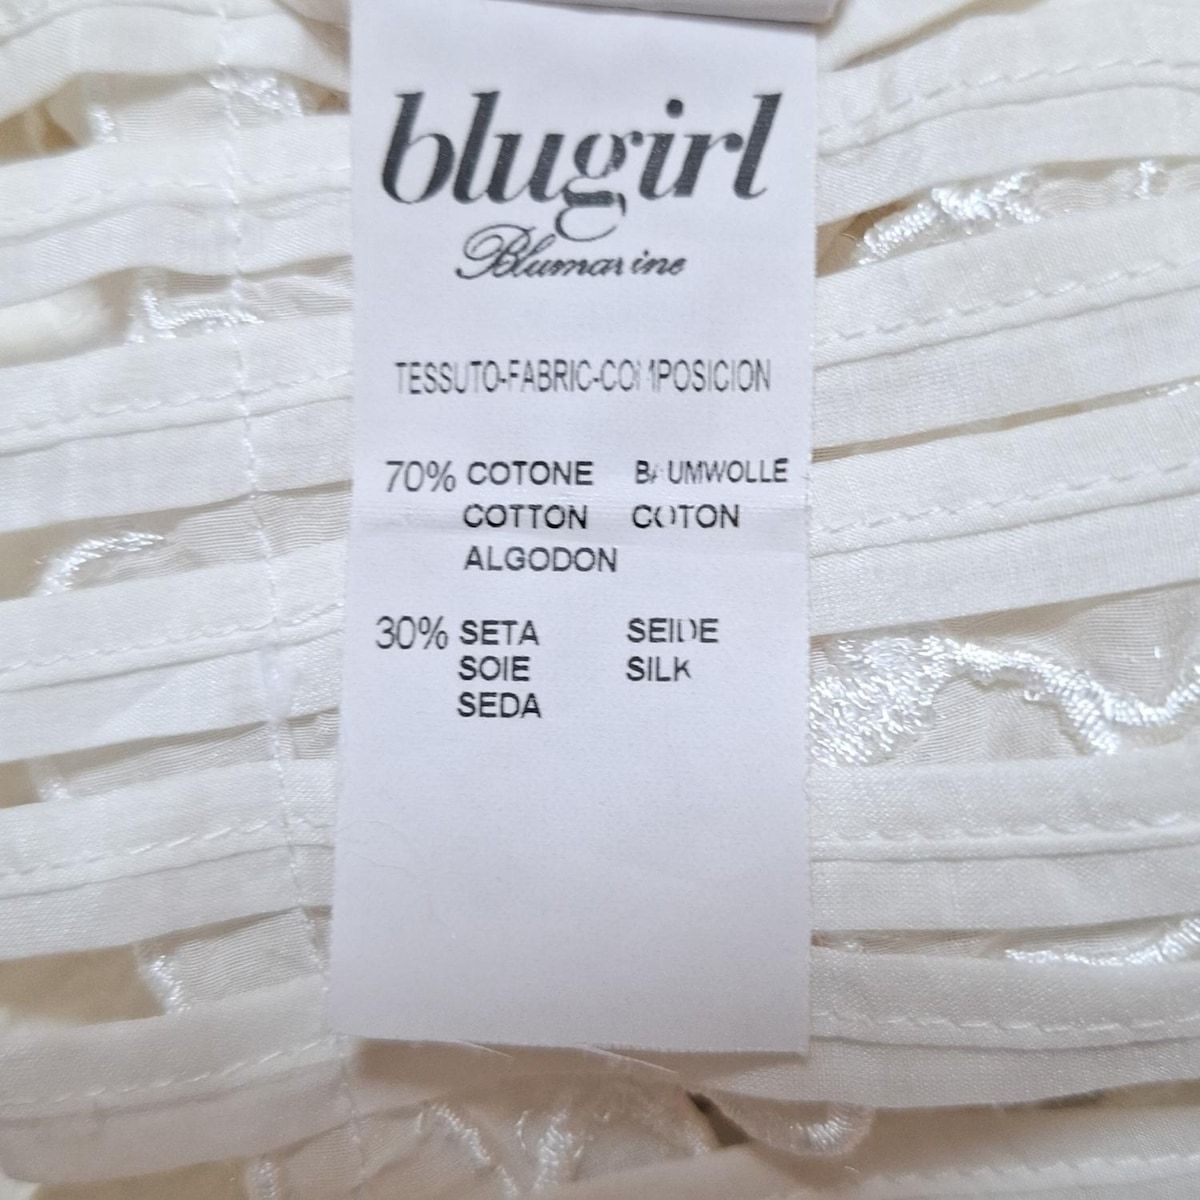 blugirl
Blumarine
TESSUTO-FABRIC-COMPOSICION
70% COTONE BAUMWOLLE
COTTON COTON
ALGODON
30% SETA SEIDE
SOIE SILK
SEDA